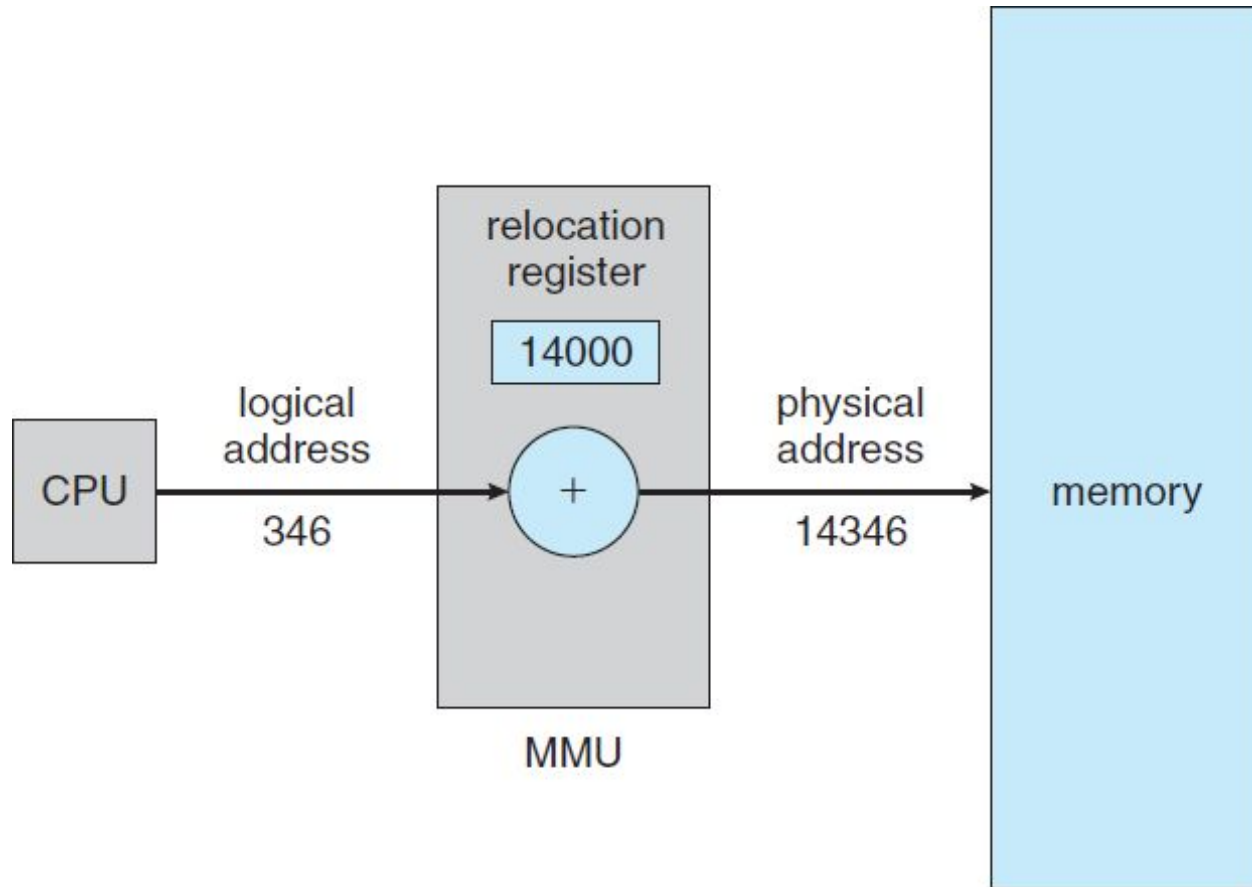 relocation
register
14000
logical
address
physical
address
CPU
+
memory
346
14346
MMU